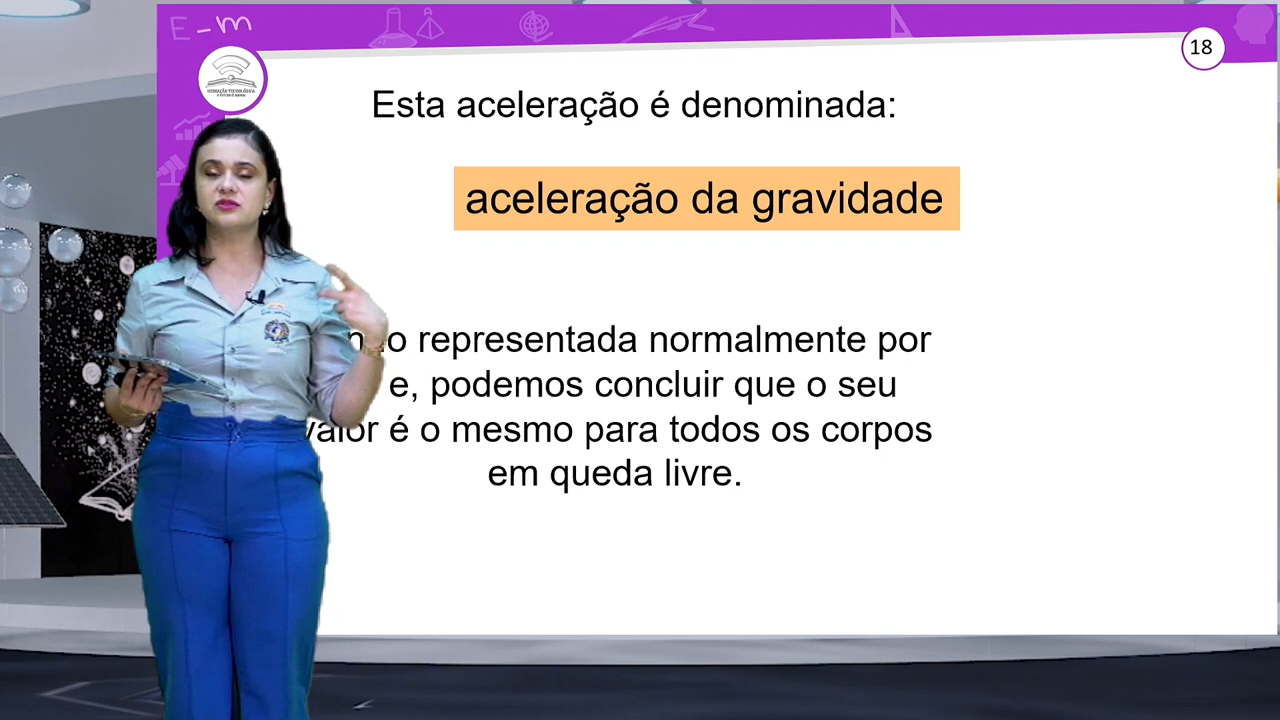 E = m
18
Esta aceleração é denominada:
aceleração da gravidade
representada normalmente por
e, podemos concluir que o seu
valor é o mesmo para todos os corpos
em queda livre.